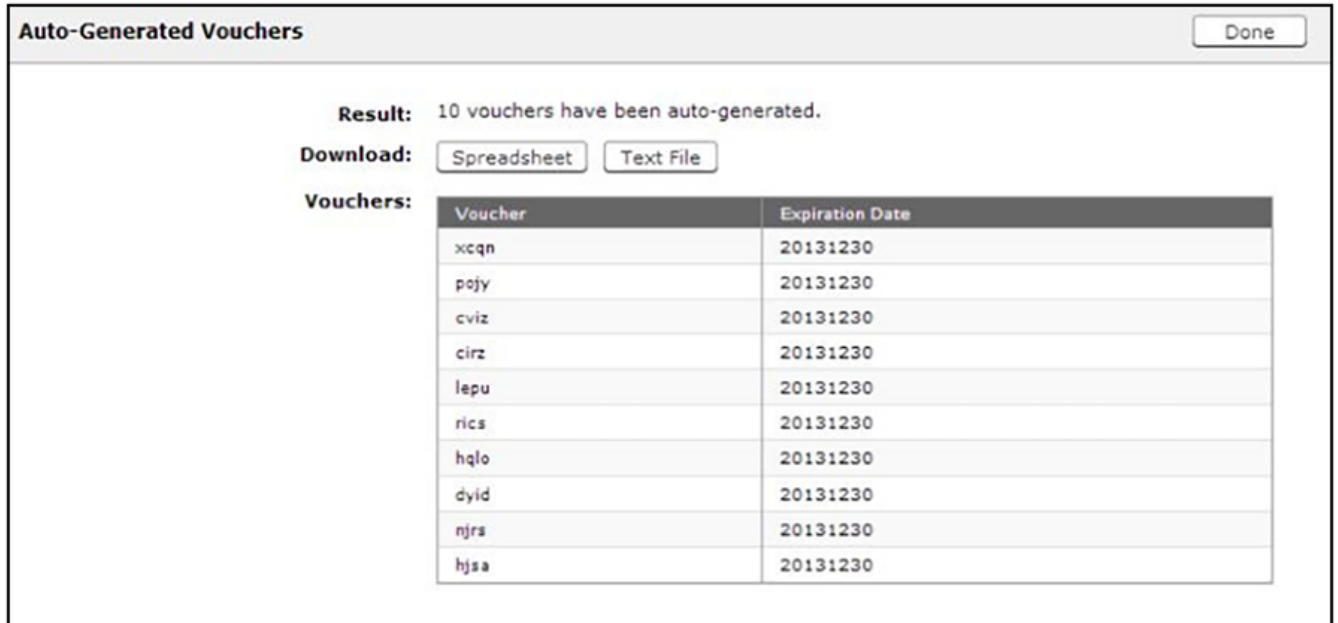 Auto-Generated Vouchers Done
Result: 10 vouchers have been auto-generated.
Download: Spreadsheet Text File
Vouchers: Voucher Expiration Date
xcqn 20131230
pojy 20131230
cviz 20131230
cirz 20131230
lepu 20131230
rics 20131230
hqlo 20131230
dyid 20131230
njrs 20131230
hjsa 20131230